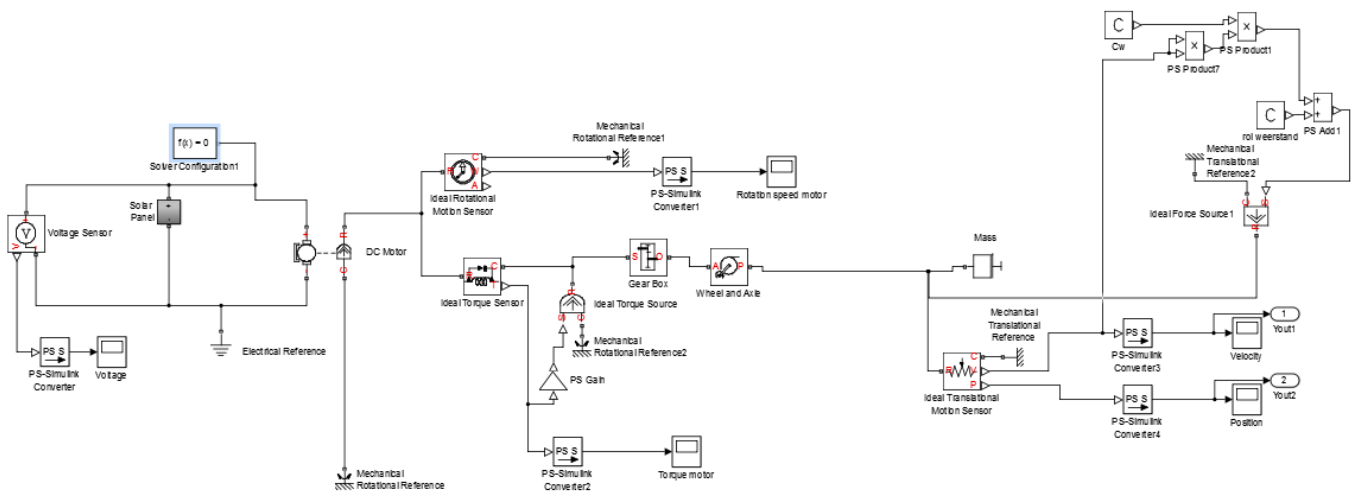 C
Cw
x
PS Product1
x
PS Product7
C
rol weerstand
+
+
PS Add1
Mechanical
Translational
Reference2
S
C
R
Ideal Force Source1
f(x) = 0
Solver Configuration1
Mechanical
Rotational Reference1
R
C
W
A
Ideal Rotational
Motion Sensor
PS S
PS-Simulink
Converter1
Rotation speed motor
Solar
Panel
V
+
-
V
Voltage Sensor
+
-
R
C
DC Motor
Mass
R
C
T
Ideal Torque Sensor
S
O
Gear Box
A
P
Wheel and Axle
R
S
C
Ideal Torque Source
Mechanical
Rotational Reference2
PS Gain
Electrical Reference
PS S
PS-Simulink
Converter
Voltage
Mechanical
Translational
Reference
R
C
V
P
Ideal Translational
Motion Sensor
PS S
PS-Simulink
Converter3
1
Yout1
Velocity
PS S
PS-Simulink
Converter4
2
Yout2
Position
PS S
PS-Simulink
Converter2
Torque motor
Mechanical
Rotational Reference